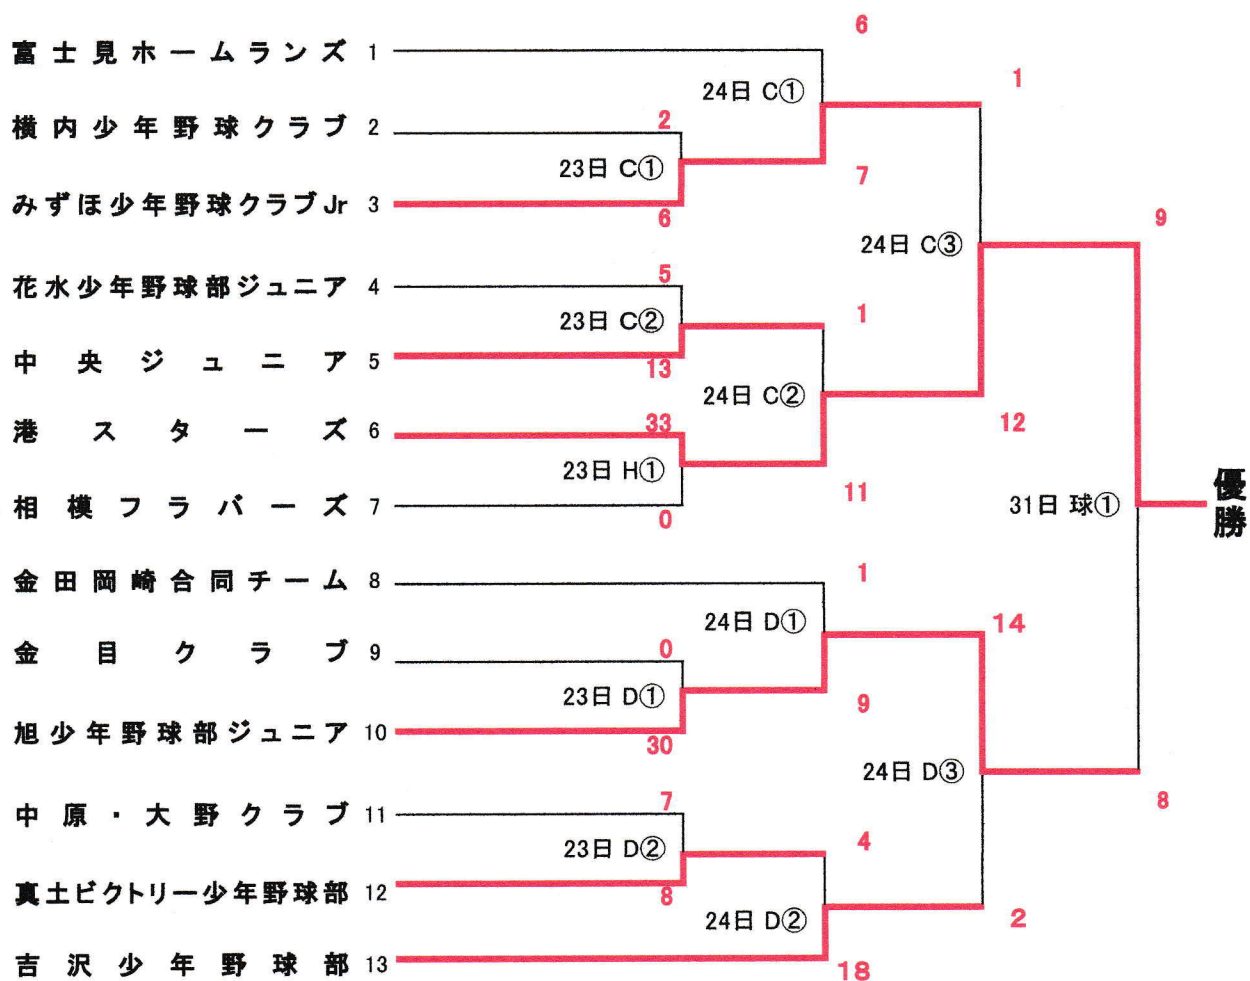 富士見ホームランズ 1
横内少年野球クラブ 2
みずほ少年野球クラブJr 3
花水少年野球部ジュニア 4
中央ジュニア 5
港スターズ 6
相模フラバーズ 7
金田岡崎合同チーム 8
金目クラブ 9
旭少年野球部ジュニア 10
中原・大野クラブ 11
真土ビクトリー少年野球部 12
吉沢少年野球部 13
2
23日 C①
6
5
23日 C②
13
33
23日 H①
0
0
23日 D①
30
7
23日 D②
8
6
24日 C①
7
1
24日 C②
11
1
24日 D①
9
4
24日 D②
18
1
24日 C③
12
14
24日 D③
2
9
31日 球①
8
優勝